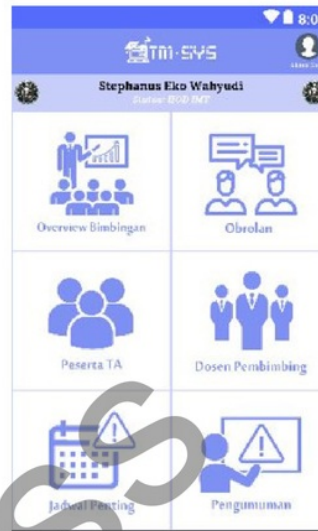 8:0
TM-SYS
Stephanus Eko Wahyudi
Overview Bimbingan
Obrolan
Peserta TA
Dosen Pembimbing
Jadwal Penting
Pengumuman